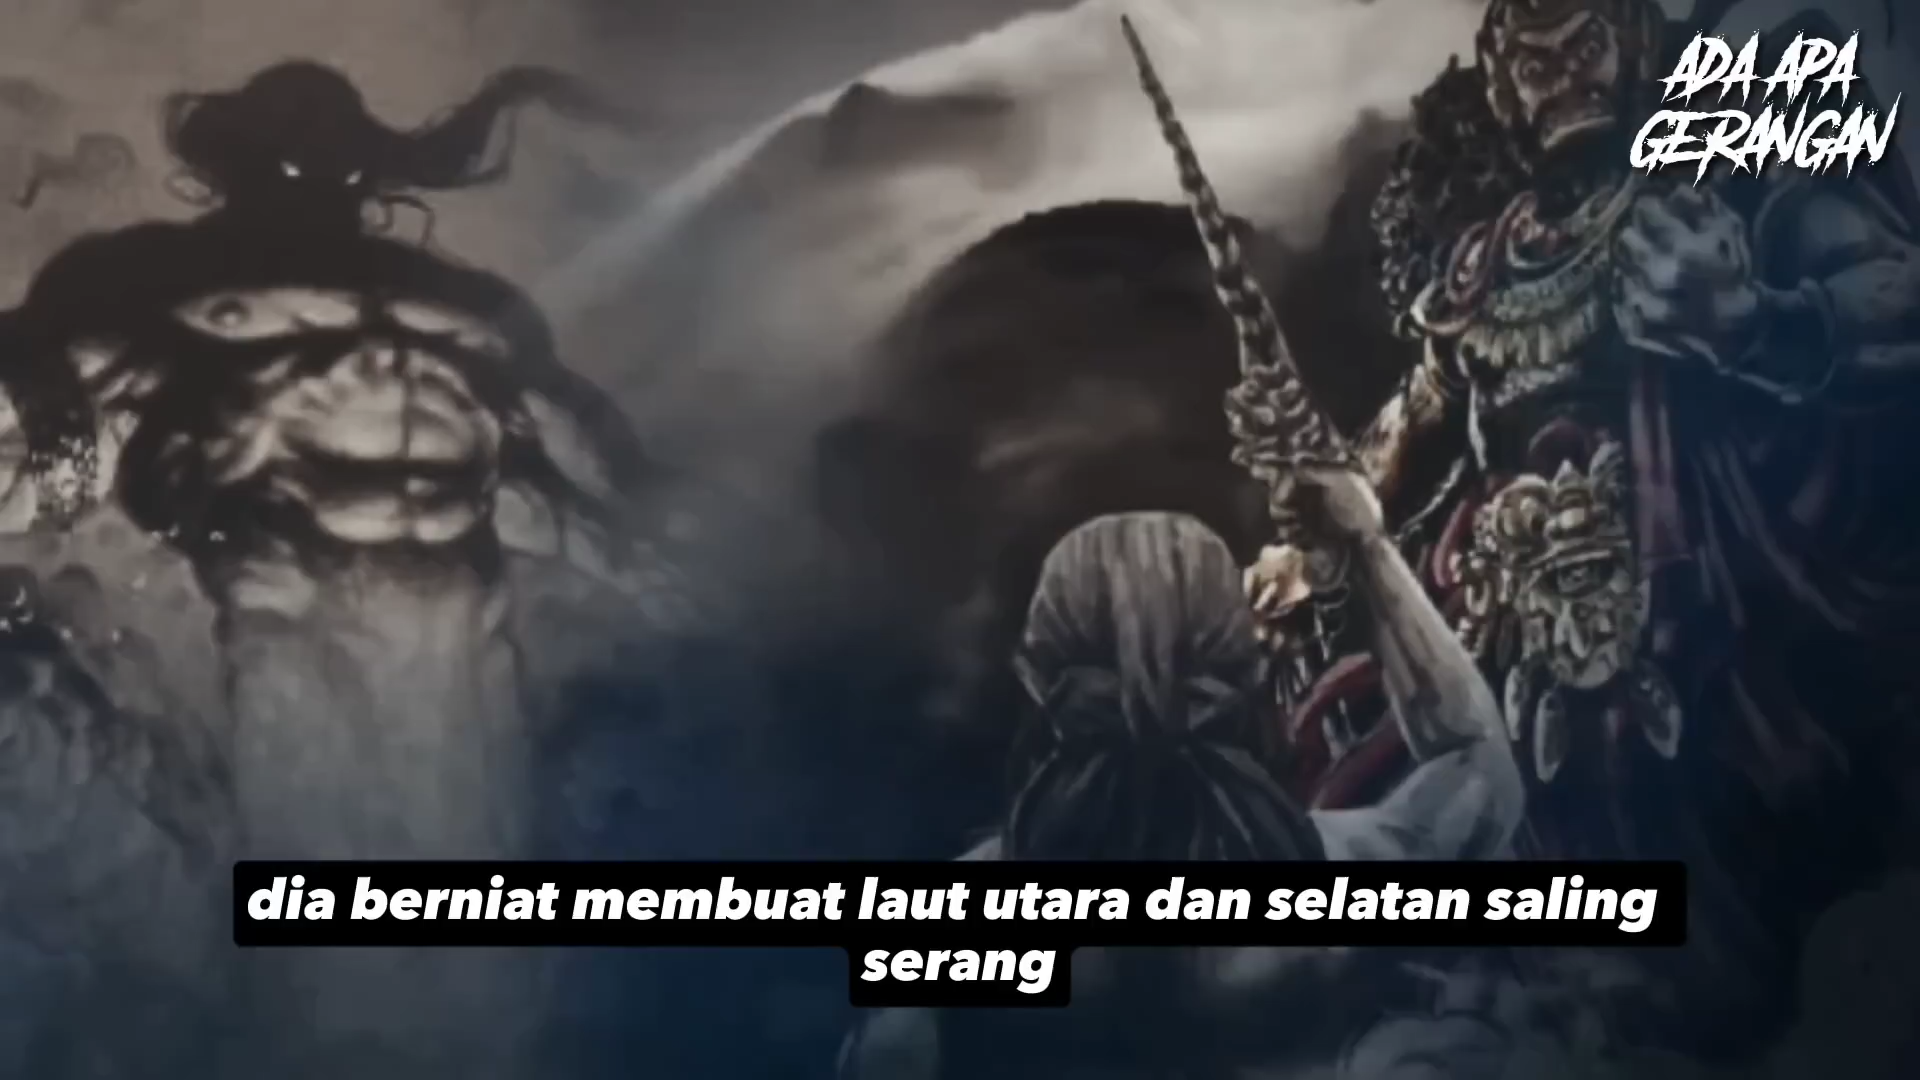 ADA APA
GERANGAN
dia berniat membuat laut utara dan selatan saling
serang